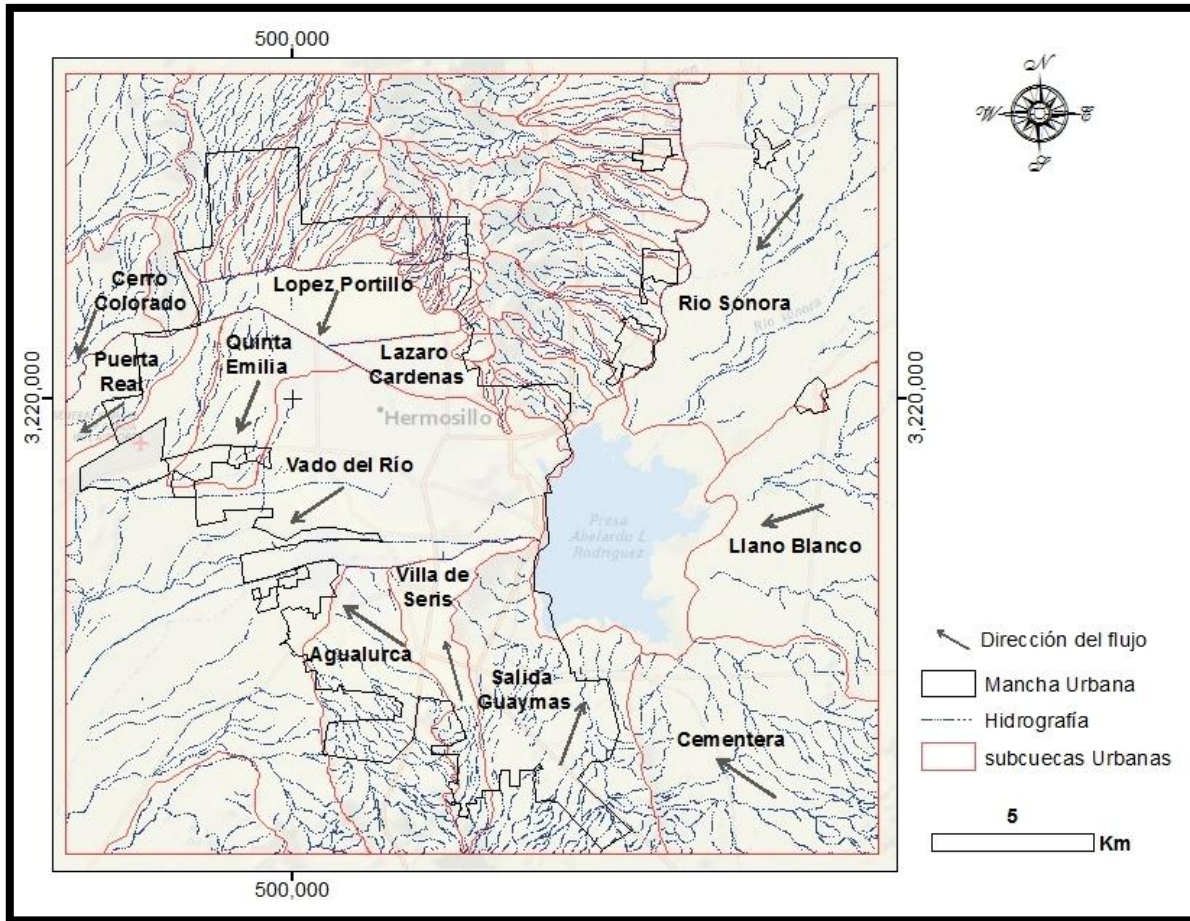 500,000
N
W
E
S
Rio Sonora
Cerro
Colorado
Lopez Portillo
Quinta
Emilia
Puerta
Real
Lazaro
Cardenas
3,220,000
3,220,000
Hermosillo
Río Sonora
Vado del Río
Presa
Abelardo L.
Rodríguez
Llano Blanco
Villa de
Seris
Agualurca
Salida
Guaymas
Cementera
Dirección del flujo
Mancha Urbana
Hidrografía
subcuecas Urbanas
5
Km
500,000